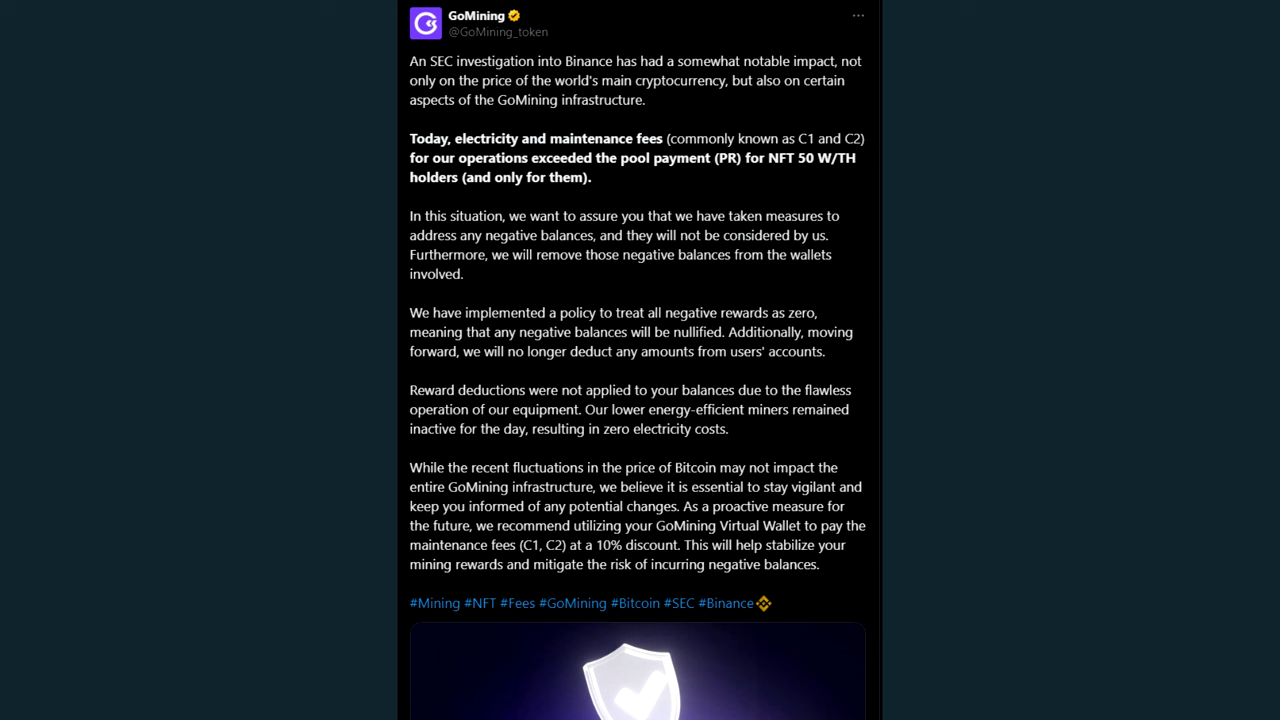 GoMining
@GoMining_token
An SEC investigation into Binance has had a somewhat notable impact, not
only on the price of the world's main cryptocurrency, but also on certain
aspects of the GoMining infrastructure.
Today, electricity and maintenance fees (commonly known as C1 and C2)
for our operations exceeded the pool payment (PR) for NFT 50 W/TH
holders (and only for them).
In this situation, we want to assure you that we have taken measures to
address any negative balances, and they will not be considered by us.
Furthermore, we will remove those negative balances from the wallets
involved.
We have implemented a policy to treat all negative rewards as zero,
meaning that any negative balances will be nullified. Additionally, moving
forward, we will no longer deduct any amounts from users' accounts.
Reward deductions were not applied to your balances due to the flawless
operation of our equipment. Our lower energy-efficient miners remained
inactive for the day, resulting in zero electricity costs.
While the recent fluctuations in the price of Bitcoin may not impact the
entire GoMining infrastructure, we believe it is essential to stay vigilant and
keep you informed of any potential changes. As a proactive measure for
the future, we recommend utilizing your GoMining Virtual Wallet to pay the
maintenance fees (C1, C2) at a 10% discount. This will help stabilize your
mining rewards and mitigate the risk of incurring negative balances.
#Mining #NFT #Fees #GoMining #Bitcoin #SEC #Binance